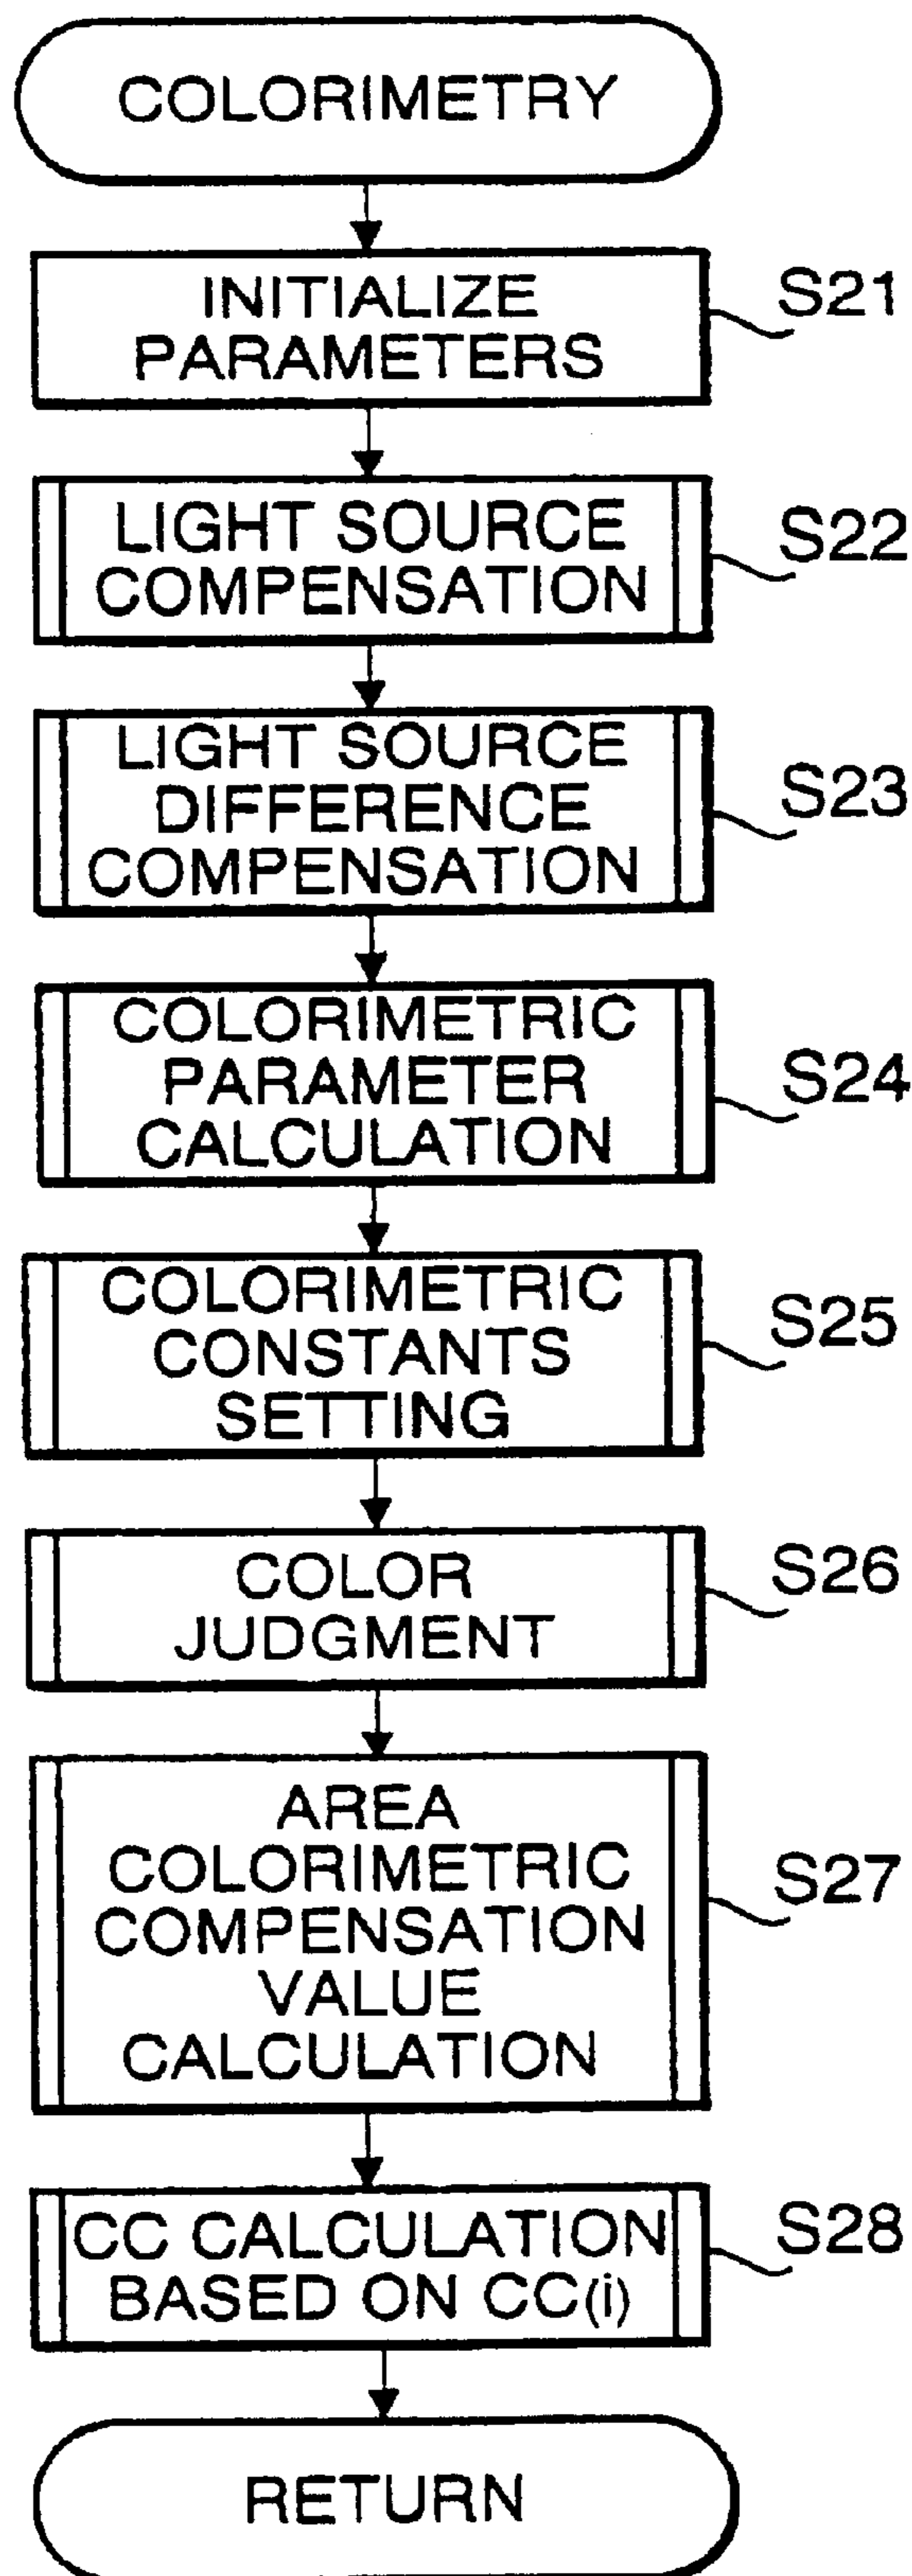 COLORIMETRY
INITIALIZE
PARAMETERS
S21
LIGHT SOURCE
COMPENSATION
S22
LIGHT SOURCE
DIFFERENCE
COMPENSATION
S23
COLORIMETRIC
PARAMETER
CALCULATION
S24
COLORIMETRIC
CONSTANTS
SETTING
S25
COLOR
JUDGMENT
S26
AREA
COLORIMETRIC
COMPENSATION
VALUE
CALCULATION
S27
CC CALCULATION
BASED ON CC(i)
S28
RETURN